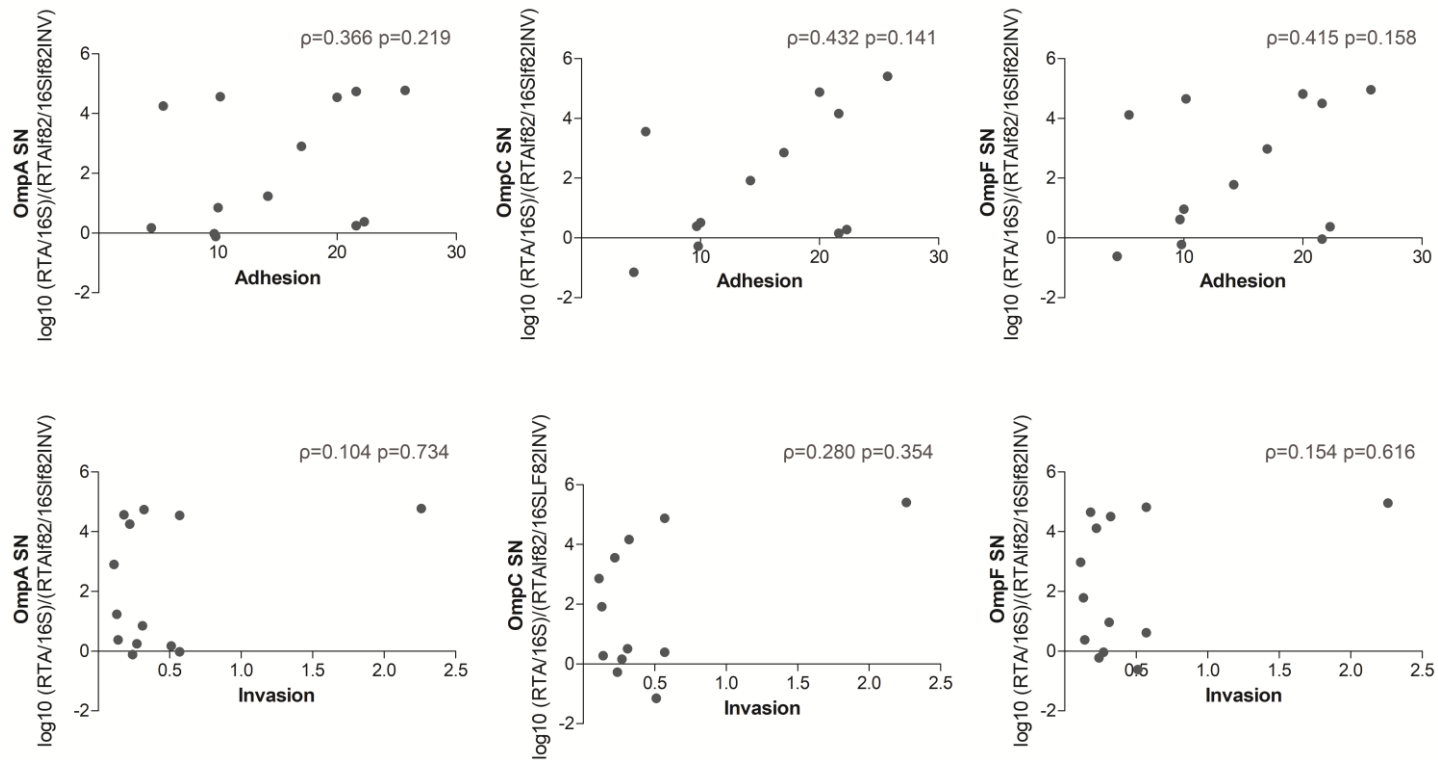 ρ=0.366 p=0.219
OmpA SN
log10 (RTA/16S)/(RTAlf82/16Slf82INV)
6
4
2
0
-2
10
20
30
Adhesion
ρ=0.432 p=0.141
OmpC SN
log10 (RTA/16S)/(RTAlf82/16Slf82INV)
6
4
2
0
-2
10
20
30
Adhesion
ρ=0.415 p=0.158
OmpF SN
log10 (RTA/16S)/(RTAlf82/16Slf82INV)
6
4
2
0
-2
10
20
30
Adhesion
ρ=0.104 p=0.734
OmpA SN
log10 (RTA/16S)/(RTAlf82/16Slf82INV)
6
4
2
0
-2
0.5
1.0
1.5
2.0
2.5
Invasion
ρ=0.280 p=0.354
OmpC SN
log10 (RTA/16S)/(RTAlf82/16SLF82INV)
6
4
2
0
-2
0.5
1.0
1.5
2.0
2.5
Invasion
ρ=0.154 p=0.616
OmpF SN
log10 (RTA/16S)/(RTAlf82/16Slf82INV)
6
4
2
0
-2
0.5
1.0
1.5
2.0
2.5
Invasion